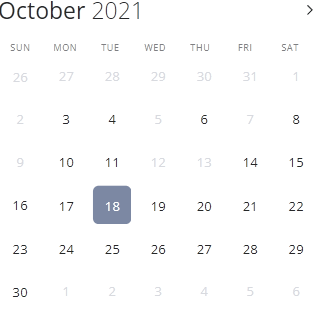 October 2021
SUN MON TUE WED THU FRI SAT
26 27 28 29 30 31 1
2 3 4 5 6 7 8
9 10 11 12 13 14 15
16 17 18 19 20 21 22
23 24 25 26 27 28 29
30 1 2 3 4 5 6